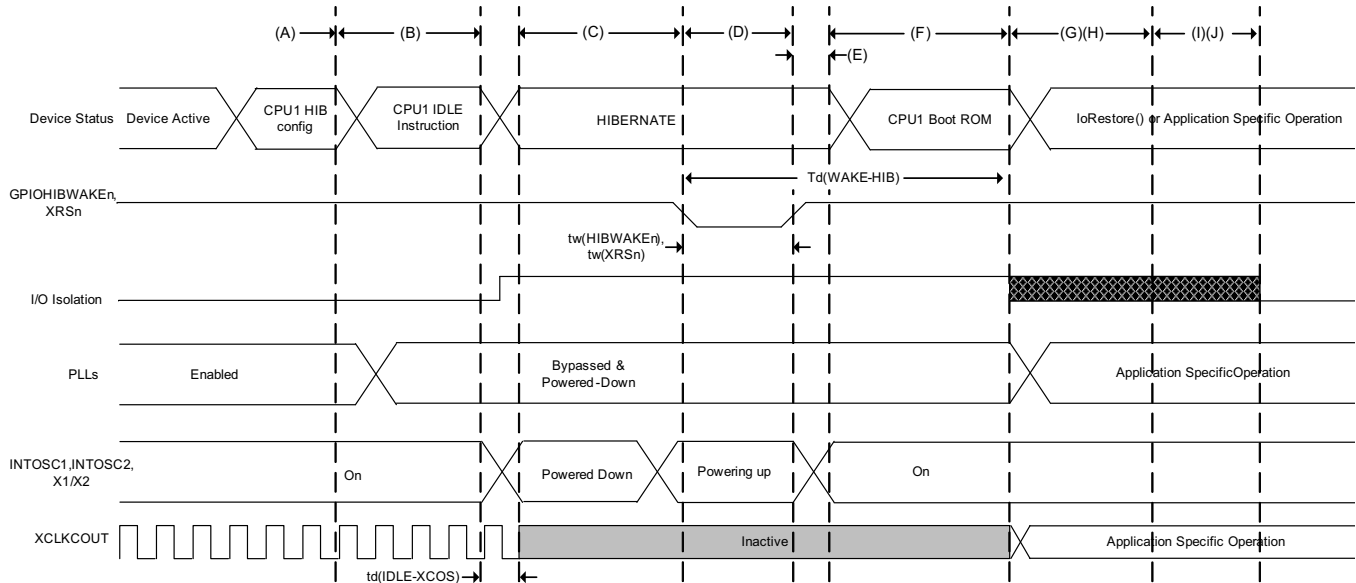 (A)
(B)
(C)
(D)
(E)
(F)
(G)(H)
(I)(J)
Device Status
Device Active
CPU1 HIB
config
CPU1 IDLE
Instruction
HIBERNATE
CPU1 Boot ROM
IoRestore() or Application Specific Operation
Td(WAKE-HIB)
GPIOHIBWAKEn,
XRSn
tw(HIBWAKEn),
tw(XRSn)
I/O Isolation
PLLs
Enabled
Bypassed &
Powered-Down
Application SpecificOperation
INTOSC1,INTOSC2,
X1/X2
On
Powered Down
Powering up
On
XCLKCOUT
Inactive
Application Specific Operation
td(IDLE-XCOS)